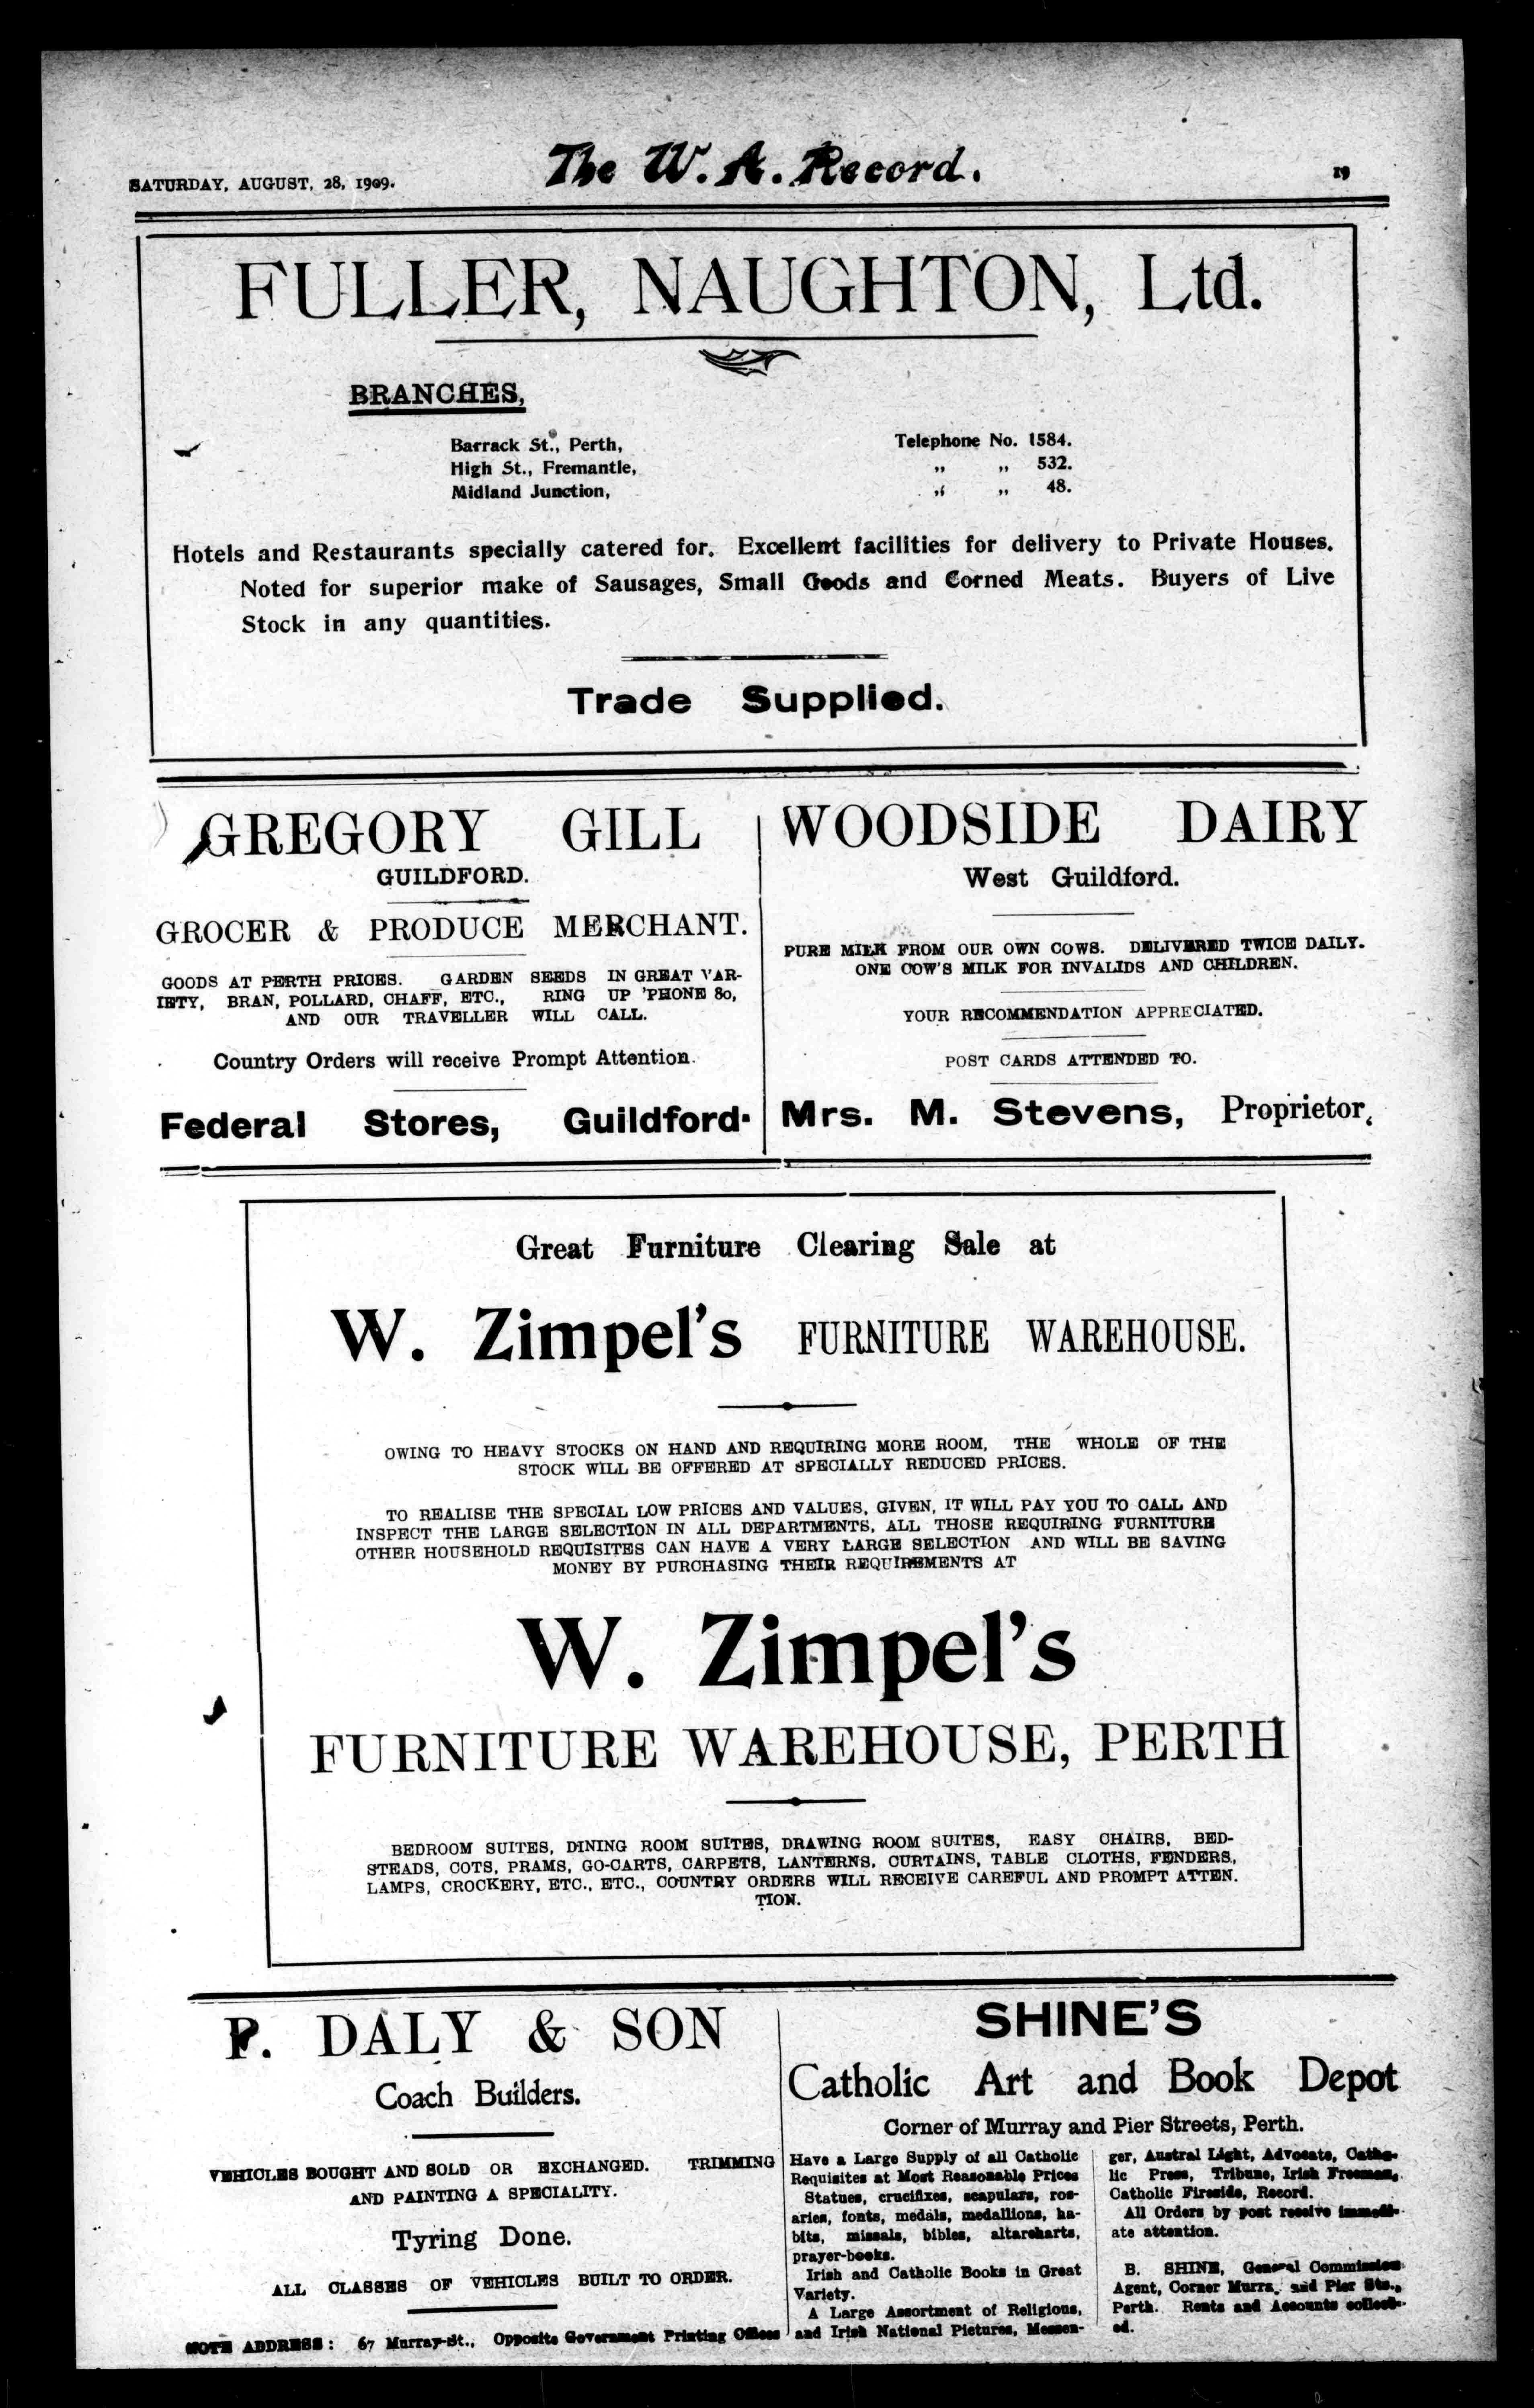 SATURDAY, AUGUST, 28, 1909.
The W. A. Record.
19
FULLER, NAUGHTON, Ltd.
BRANCHES,
Barrack St., Perth, Telephone No. 1584.
High St., Fremantle, „ „ 532.
Midland Junction, „ „ 48.
Hotels and Restaurants specially catered for. Excellent facilities for delivery to Private Houses.
Noted for superior make of Sausages, Small Goods and Corned Meats. Buyers of Live
Stock in any quantities.
Trade Supplied.
GREGORY GILL
GUILDFORD.
GROCER & PRODUCE MERCHANT.
GOODS AT PERTH PRICES. GARDEN SEEDS IN GREAT VAR-
IETY, BRAN, POLLARD, CHAFF, ETC., RING UP 'PHONE 80,
AND OUR TRAVELLER WILL CALL.
Country Orders will receive Prompt Attention.
Federal Stores, Guildford.
WOODSIDE DAIRY
West Guildford.
PURE MILK FROM OUR OWN COWS. DELIVERED TWICE DAILY.
ONE COW'S MILK FOR INVALIDS AND CHILDREN.
YOUR RECOMMENDATION APPRECIATED.
POST CARDS ATTENDED TO.
Mrs. M. Stevens, Proprietor.
Great Furniture Clearing Sale at
W. Zimpel's FURNITURE WAREHOUSE.
OWING TO HEAVY STOCKS ON HAND AND REQUIRING MORE ROOM, THE WHOLE OF THE
STOCK WILL BE OFFERED AT SPECIALLY REDUCED PRICES.
TO REALISE THE SPECIAL LOW PRICES AND VALUES, GIVEN, IT WILL PAY YOU TO CALL AND
INSPECT THE LARGE SELECTION IN ALL DEPARTMENTS, ALL THOSE REQUIRING FURNITURE
OTHER HOUSEHOLD REQUISITES CAN HAVE A VERY LARGE SELECTION AND WILL BE SAVING
MONEY BY PURCHASING THEIR REQUIREMENTS AT
W. Zimpel's
FURNITURE WAREHOUSE, PERTH
BEDROOM SUITES, DINING ROOM SUITES, DRAWING ROOM SUITES, EASY CHAIRS, BED-
STEADS, COTS, PRAMS, GO-CARTS, CARPETS, LANTERNS, CURTAINS, TABLE CLOTHS, FENDERS,
LAMPS, CROCKERY, ETC., ETC., COUNTRY ORDERS WILL RECEIVE CAREFUL AND PROMPT ATTEN.
TION.
P. DALY & SON
Coach Builders.
VEHICLES BOUGHT AND SOLD OR EXCHANGED. TRIMMING
AND PAINTING A SPECIALITY.
Tyring Done.
ALL CLASSES OF VEHICLES BUILT TO ORDER.
NOTE ADDRESS: 67 Murray-St., Opposite Government Printing Offices
SHINE'S
Catholic Art and Book Depot
Corner of Murray and Pier Streets, Perth.
Have a Large Supply of all Catholic
Requisites at Most Reasonable Prices
Statues, crucifixes, scapulars, ros-
aries, fonts, medals, medallions, ha-
bits, missals, bibles, altarcharts,
prayer-books.
Irish and Catholic Books in Great
Variety.
A Large Assortment of Religious,
and Irish National Pictures, Messen-
ger, Austral Light, Advocate, Catho-
lic Press, Tribune, Irish Freeman,
Catholic Fireside, Record.
All Orders by post receive immedi-
ate attention.
B. SHINE, General Commission
Agent, Corner Murra. and Pier Sts.,
Perth. Rents and Accounts collect-
ed.